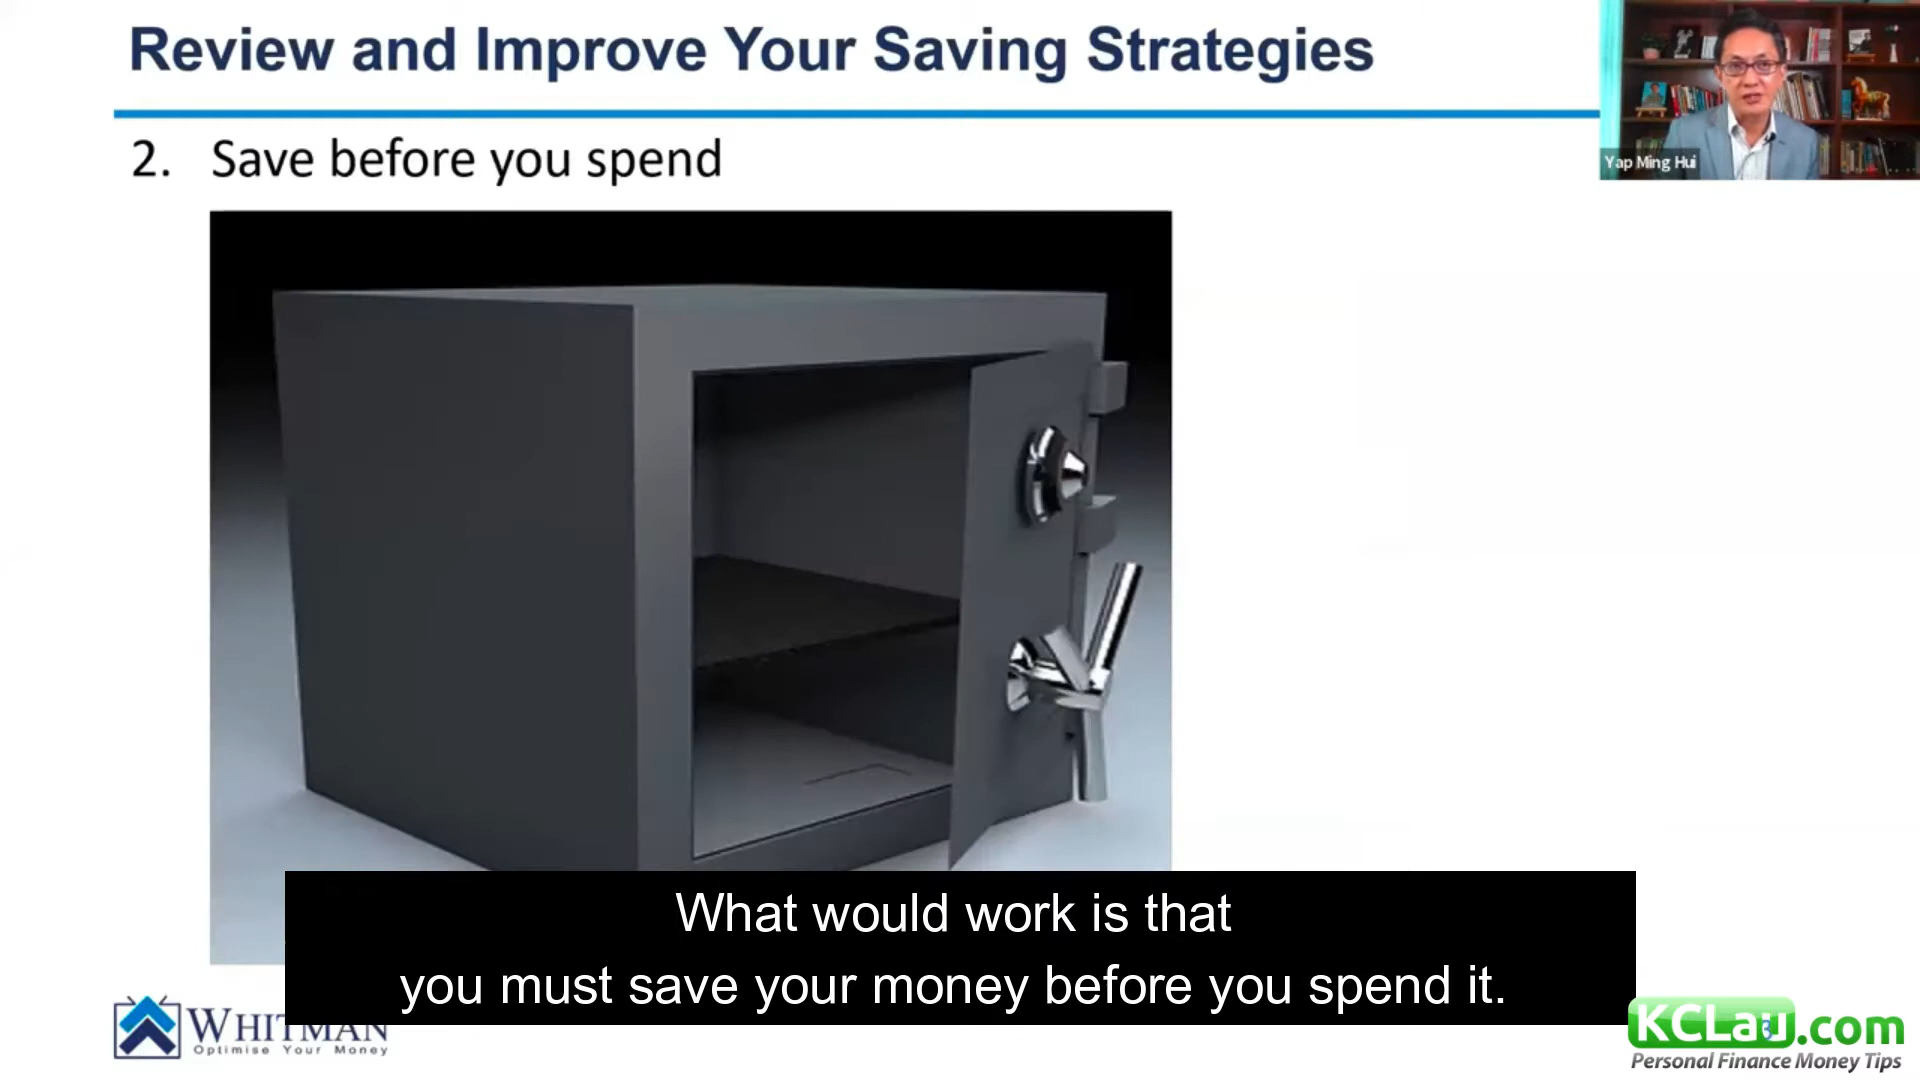 Review and Improve Your Saving Strategies
Yap Ming Hui
2. Save before you spend
What would work is that
you must save your money before you spend it.
WHITMAN
Optimise Your Money
KCLau.com
Personal Finance Money Tips